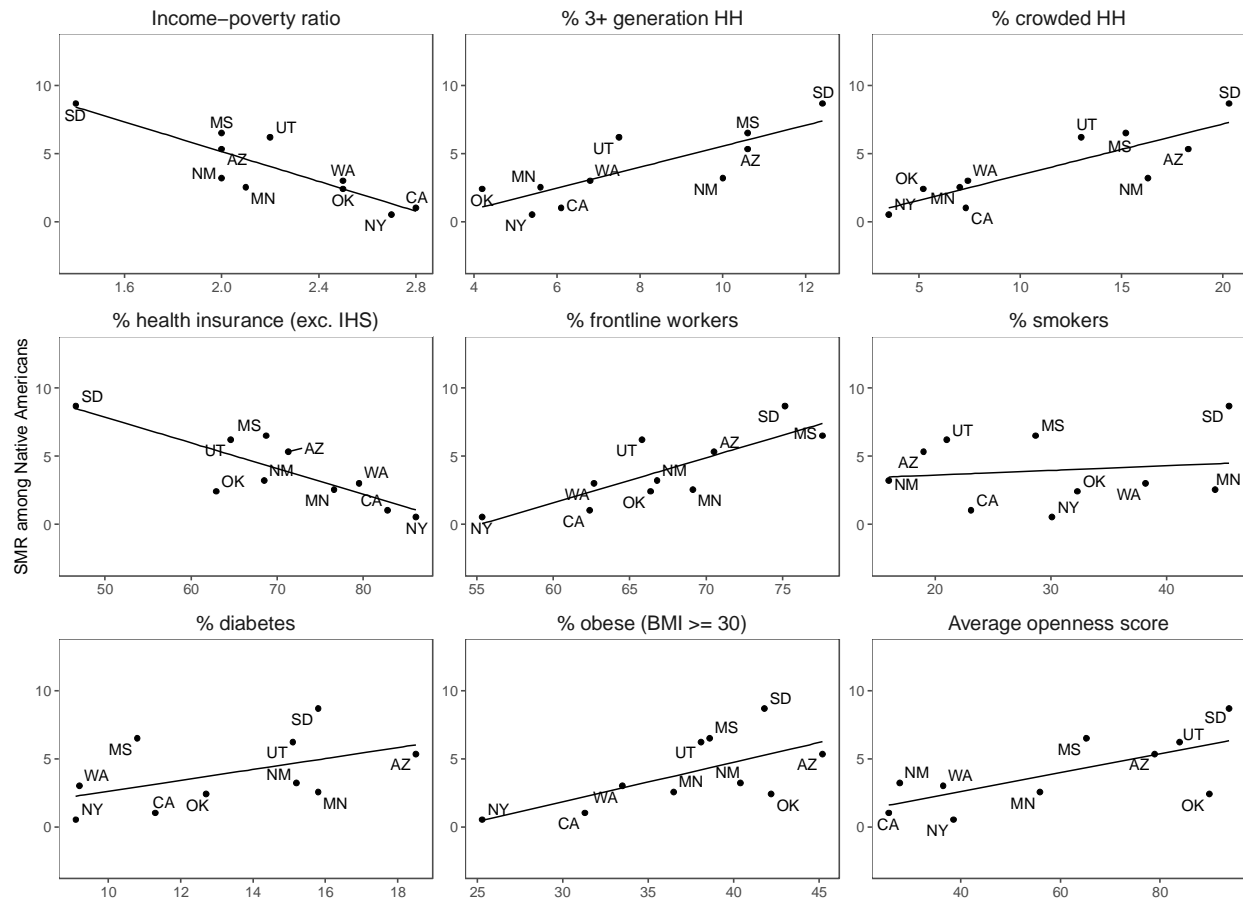 Income−poverty ratio
% 3+ generation HH
% crowded HH
10
5
0
SD
MS
UT
AZ
NM
MN
WA
OK
CA
NY
SD
MS
UT
AZ
MN
WA
NM
OK
CA
NY
SD
UT
MS
AZ
OK
WA
NM
NY
MN
CA
1.6 2.0 2.4 2.8
4 6 8 10 12
5 10 15 20
SMR among Native Americans
% health insurance (exc. IHS)
% frontline workers
% smokers
10
5
0
SD
MS
UT
AZ
OK
NM
WA
MN
CA
NY
SD
MS
UT
AZ
NM
WA
OK
MN
CA
NY
SD
MS
UT
AZ
NM
OK
WA
MN
CA
NY
50 60 70 80
55 60 65 70 75
20 30 40
% diabetes
% obese (BMI >= 30)
Average openness score
10
5
0
SD
MS
UT
AZ
WA
NM
NY
CA
OK
MN
SD
MS
UT
AZ
NM
WA
MN
OK
NY
CA
SD
UT
MS
AZ
NM
WA
MN
OK
CA
NY
10 12 14 16 18
25 30 35 40 45
40 60 80